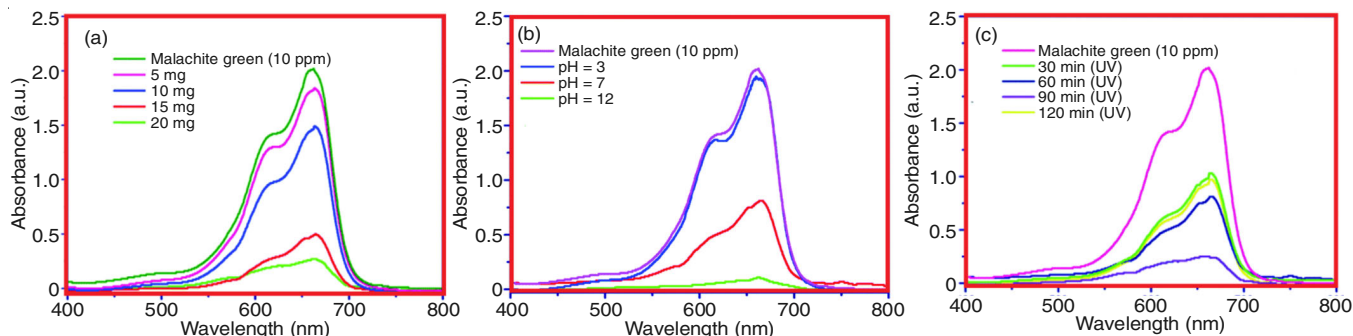 (a)
Malachite green (10 ppm)
5 mg
10 mg
15 mg
20 mg
2.5
2.0
1.5
1.0
0.5
0
Absorbance (a.u.)
400 500 600 700 800
Wavelength (nm)
(b)
Malachite green (10 ppm)
pH = 3
pH = 7
pH = 12
2.5
2.0
1.5
1.0
0.5
0
Absorbance (a.u.)
400 500 600 700 800
Wavelength (nm)
(c)
Malachite green (10 ppm)
30 min (UV)
60 min (UV)
90 min (UV)
120 min (UV)
2.5
2.0
1.5
1.0
0.5
0
Absorbance (a.u.)
400 500 600 700 800
Wavelength (nm)